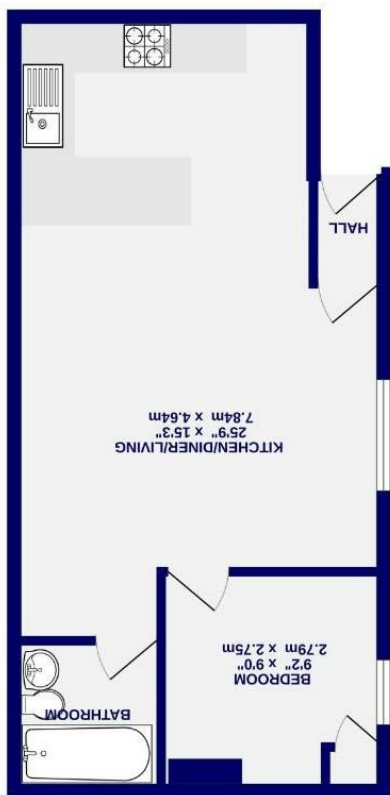 BATHROOM
BEDROOM
9'2" x 9'0"
2.79m x 2.75m
KITCHEN/DINER/LIVING
25'9" x 15'3"
7.84m x 4.64m
HALL